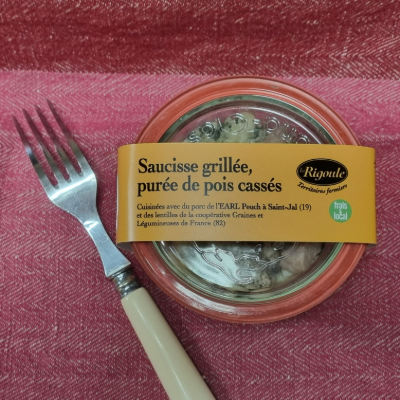 Saucisse grillée,
purée de pois cassés
Cuisinées avec du porc de l'EARL Peuch à Saint-Jal (19)
et des lentilles de la coopérative Graines et
Légumineuses de France (82)
Rigoule
Territoires fermiers
frais
local